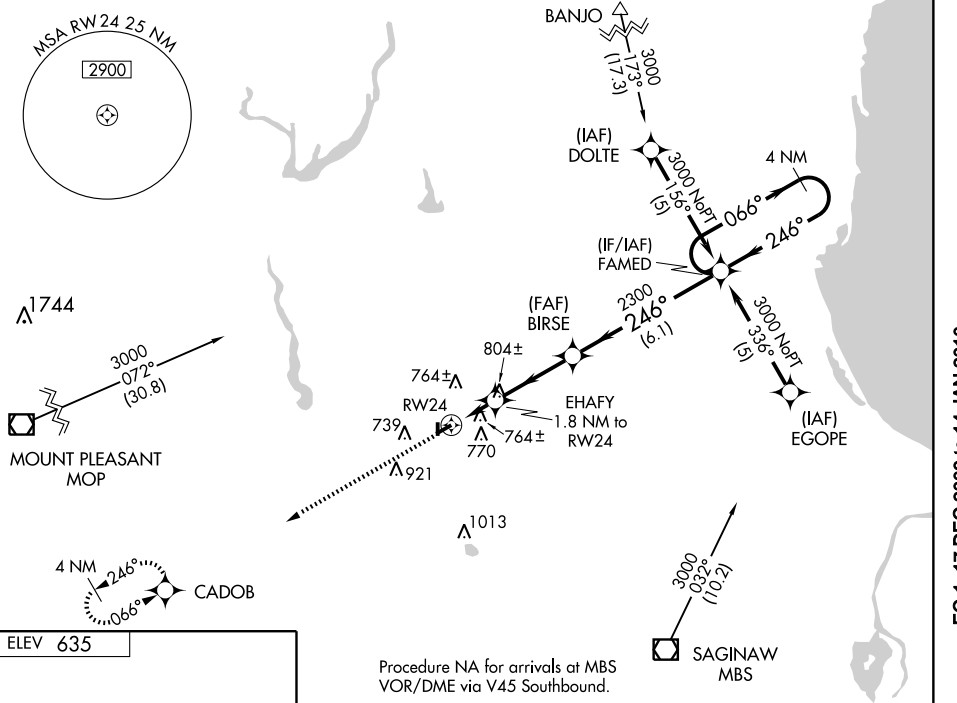 MSA RW24 25 NM
2900
BANJO
3000
173°
(17.3)
(IAF)
DOLTE
3000 NoPT
156°
(5)
4 NM
066°
246°
(IF/IAF)
FAMED
1744
(FAF)
BIRSE
2300
246°
(6.1)
3000 NoPT
336°
(5)
3000
072°
(30.8)
804±
764±
RW24
EHAFY
1.8 NM to
RW24
739
764±
770
921
(IAF)
EGOPE
MOUNT PLEASANT
MOP
1013
4 NM
246°
066°
CADOB
3000
032°
(10.2)
ELEV 635
SAGINAW
MBS
Procedure NA for arrivals at MBS
VOR/DME via V45 Southbound.